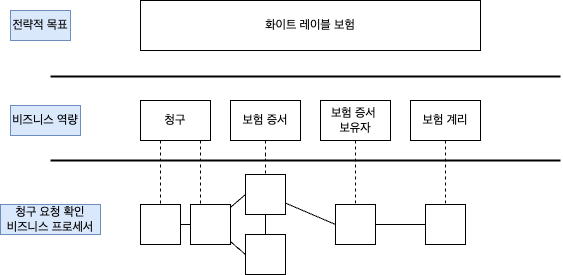 전략적 목표
화이트 레이블 보험
비즈니스 역량
청구
보험 증서
보험 증서
보유자
보험 계리
청구 요청 확인
비즈니스 프로세서